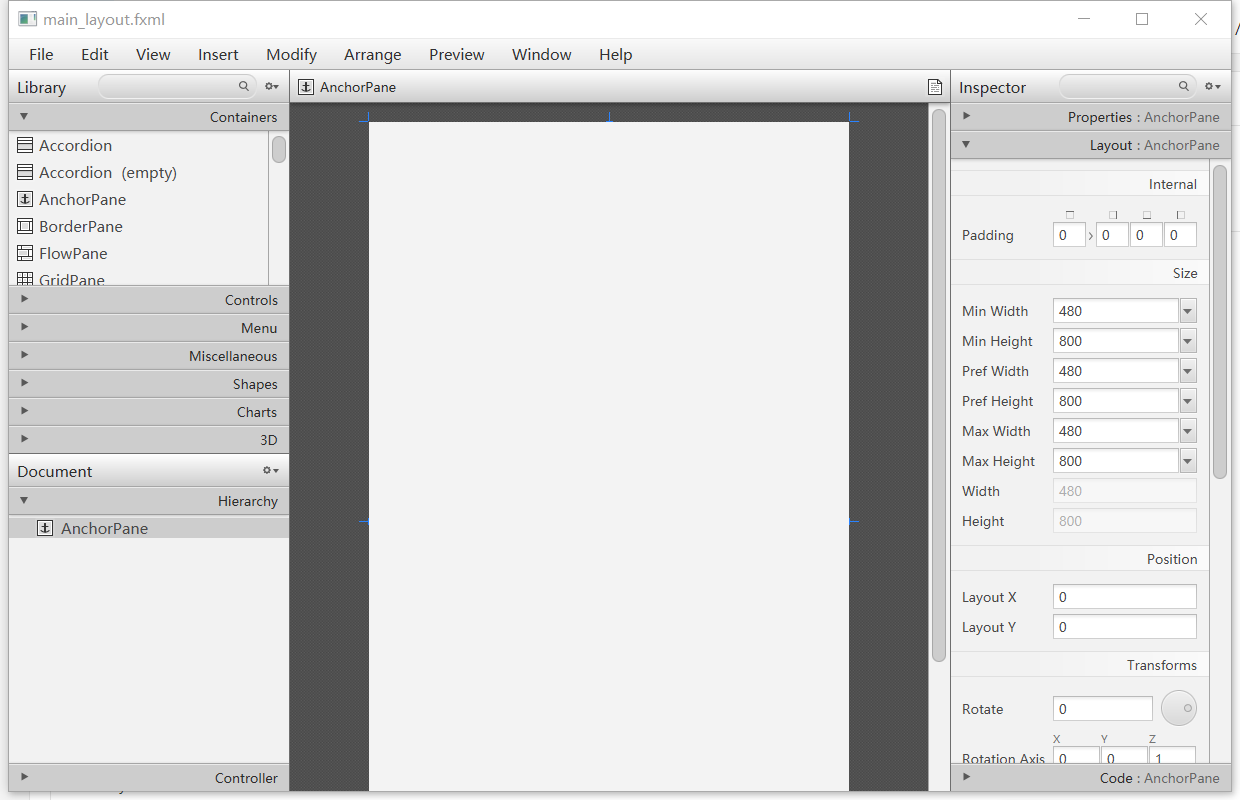 main_layout.fxml
File Edit View Insert Modify Arrange Preview Window Help
Library
AnchorPane
Inspector
Containers
Accordion
Accordion (empty)
AnchorPane
BorderPane
FlowPane
GridPane
Controls
Menu
Miscellaneous
Shapes
Charts
3D
Document
Hierarchy
AnchorPane
Controller
Properties : AnchorPane
Layout : AnchorPane
Internal
Padding 0 0 0 0
Size
Min Width 480
Min Height 800
Pref Width 480
Pref Height 800
Max Width 480
Max Height 800
Width 480
Height 800
Position
Layout X 0
Layout Y 0
Transforms
Rotate 0
X Y Z
Rotation Axis 0 0 1
Code : AnchorPane